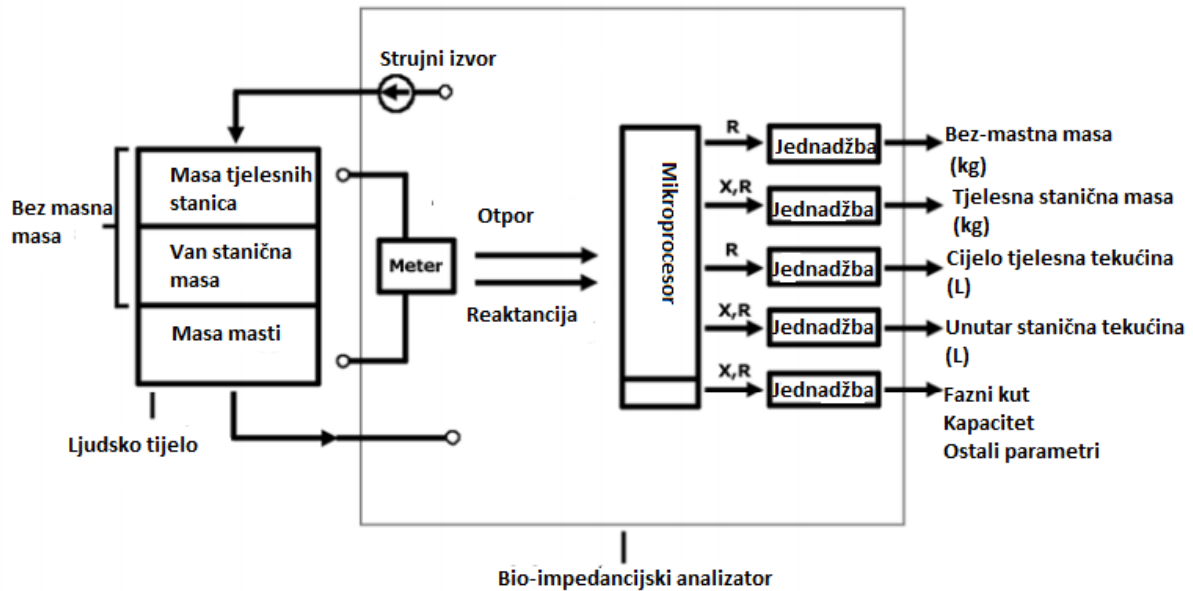 Strujni izvor
Bez masna
masa
Masa tjelesnih
stanica
Van stanična
masa
Masa masti
Ljudsko tijelo
Meter
Otpor
Reaktancija
Mikroprocesor
R
Jednadžba
Bez-mastna masa
(kg)
X,R
Jednadžba
Tjelesna stanična masa
(kg)
R
Jednadžba
Cijelo tjelesna tekućina
(L)
X,R
Jednadžba
Unutar stanična tekućina
(L)
X,R
Jednadžba
Fazni kut
Kapacitet
Ostali parametri
Bio-impedancijski analizator